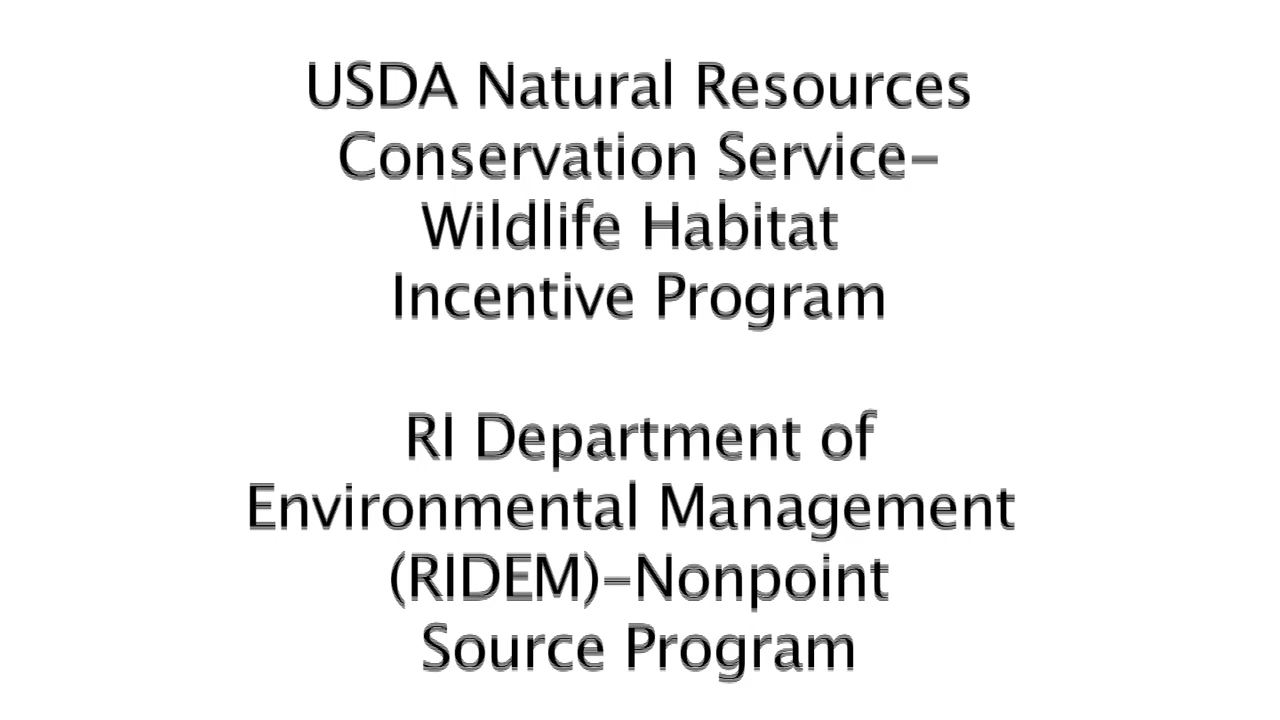 USDA Natural Resources
Conservation Service-
Wildlife Habitat
Incentive Program
RI Department of
Environmental Management
(RIDEM)-Nonpoint
Source Program